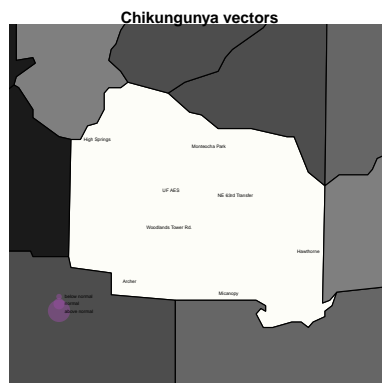 Chikungunya vectors
High Springs
Monteocha Park
UF AES
NE 63rd Transfer
Woodlands Tower Rd.
Hawthorne
Archer
Micanopy
below normal
normal
above normal